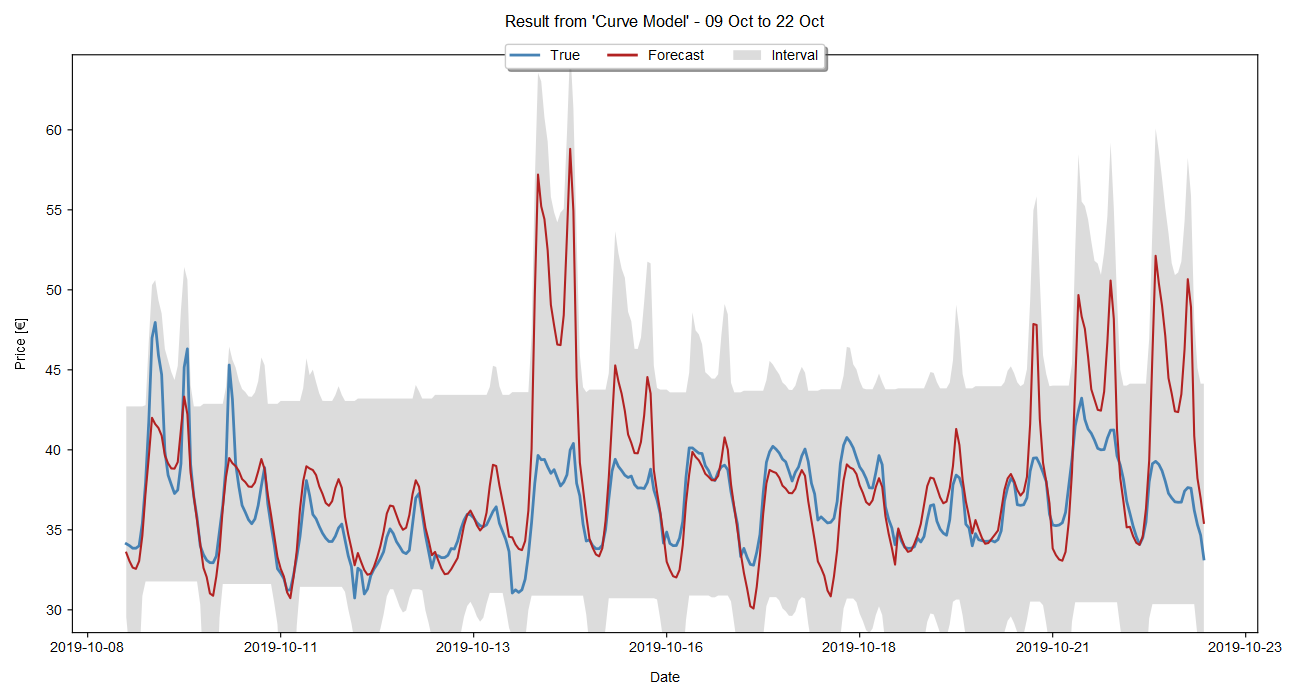 Result from 'Curve Model' - 09 Oct to 22 Oct
True Forecast Interval
Price [€]
60
55
50
45
40
35
30
2019-10-08 2019-10-11 2019-10-13 2019-10-16 2019-10-18 2019-10-21 2019-10-23
Date